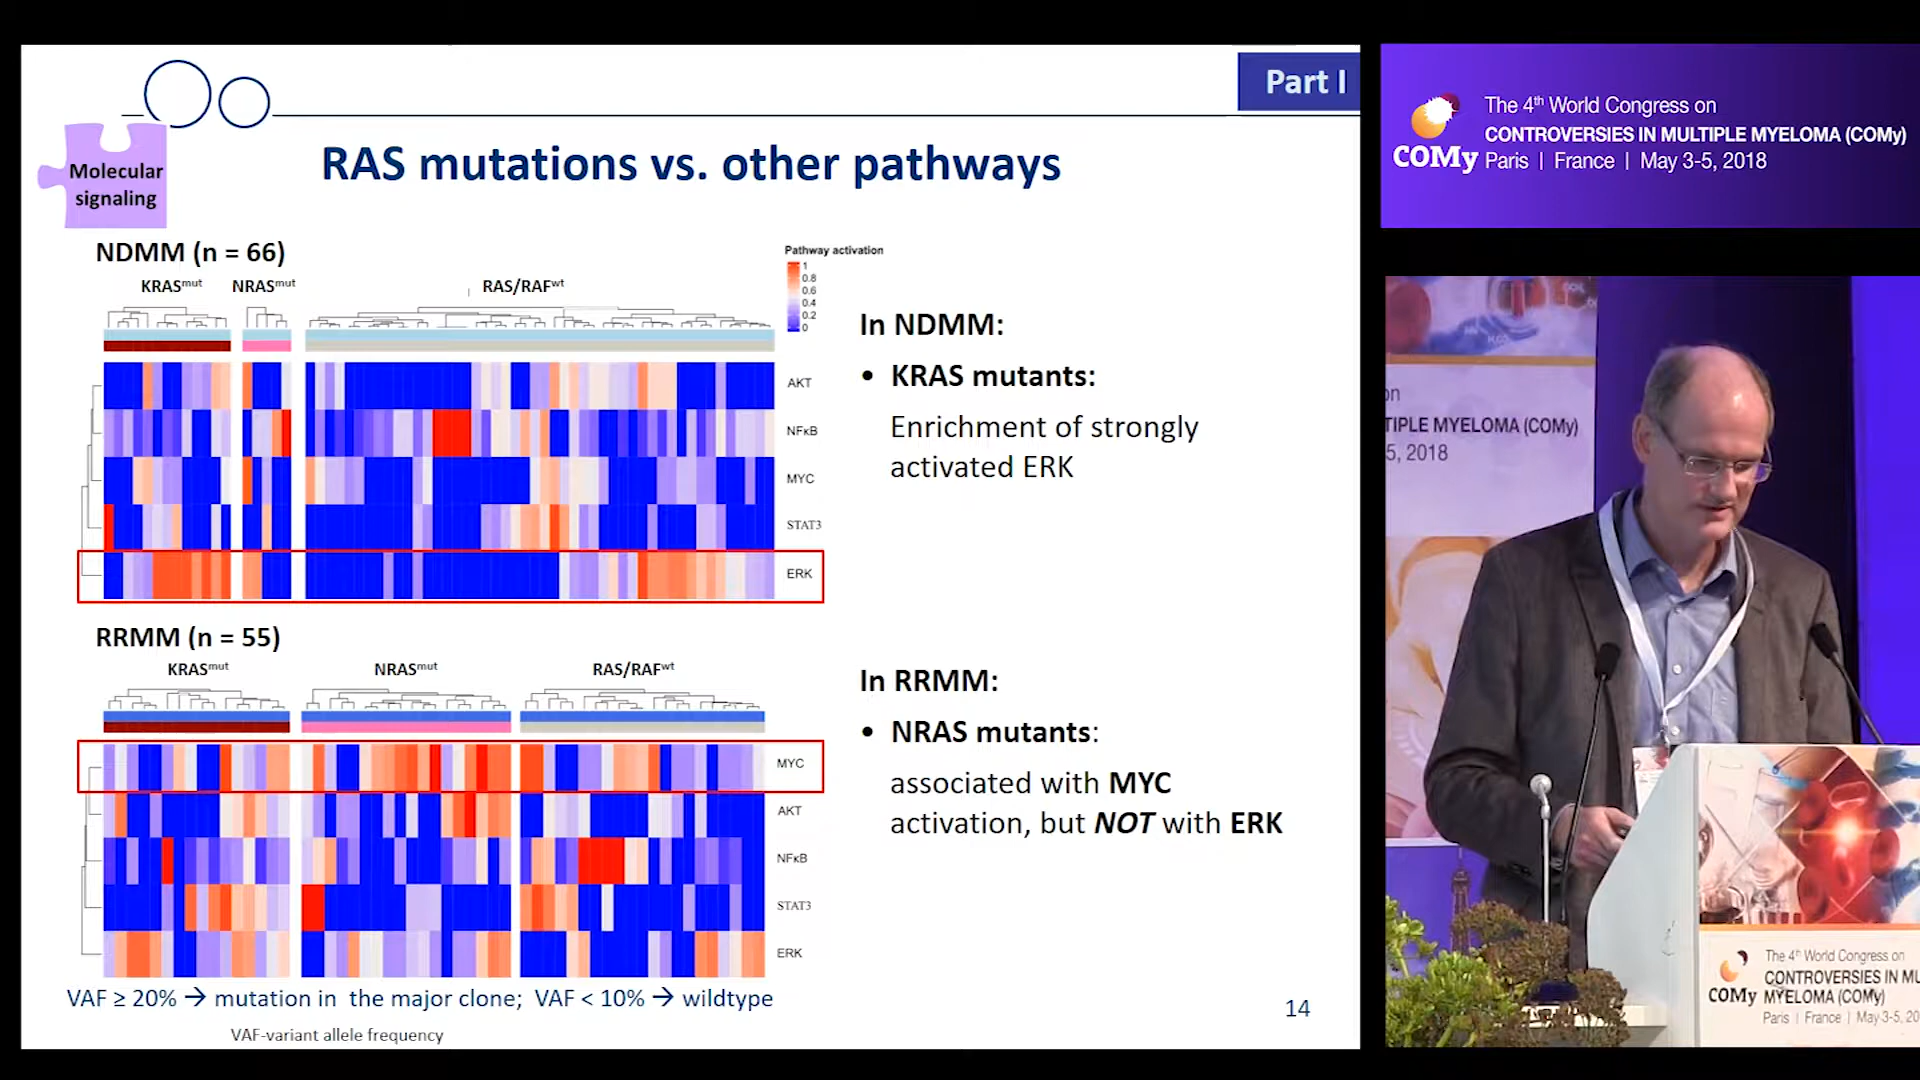 Part I
Molecular
signaling
RAS mutations vs. other pathways
NDMM (n = 66)
KRASmut
NRASmut
RAS/RAFwt
Pathway activation
1
0.8
0.6
0.4
0.2
0
AKT
NFκB
MYC
STAT3
ERK
In NDMM:
• KRAS mutants:
Enrichment of strongly
activated ERK
RRMM (n = 55)
KRASmut
NRASmut
RAS/RAFwt
MYC
AKT
NFκB
STAT3
ERK
In RRMM:
• NRAS mutants:
associated with MYC
activation, but NOT with ERK
VAF ≥ 20% → mutation in the major clone; VAF < 10% → wildtype
VAF-variant allele frequency
14
COMy
The 4th World Congress on
CONTROVERSIES IN MULTIPLE MYELOMA (COMy)
Paris | France | May 3-5, 2018
on
TIPLE MYELOMA (COMy)
5, 2018
COMy
The 4th World Congress on
CONTROVERSIES IN MU
MYELOMA (COMy)
Paris | France | May 3-5, 20